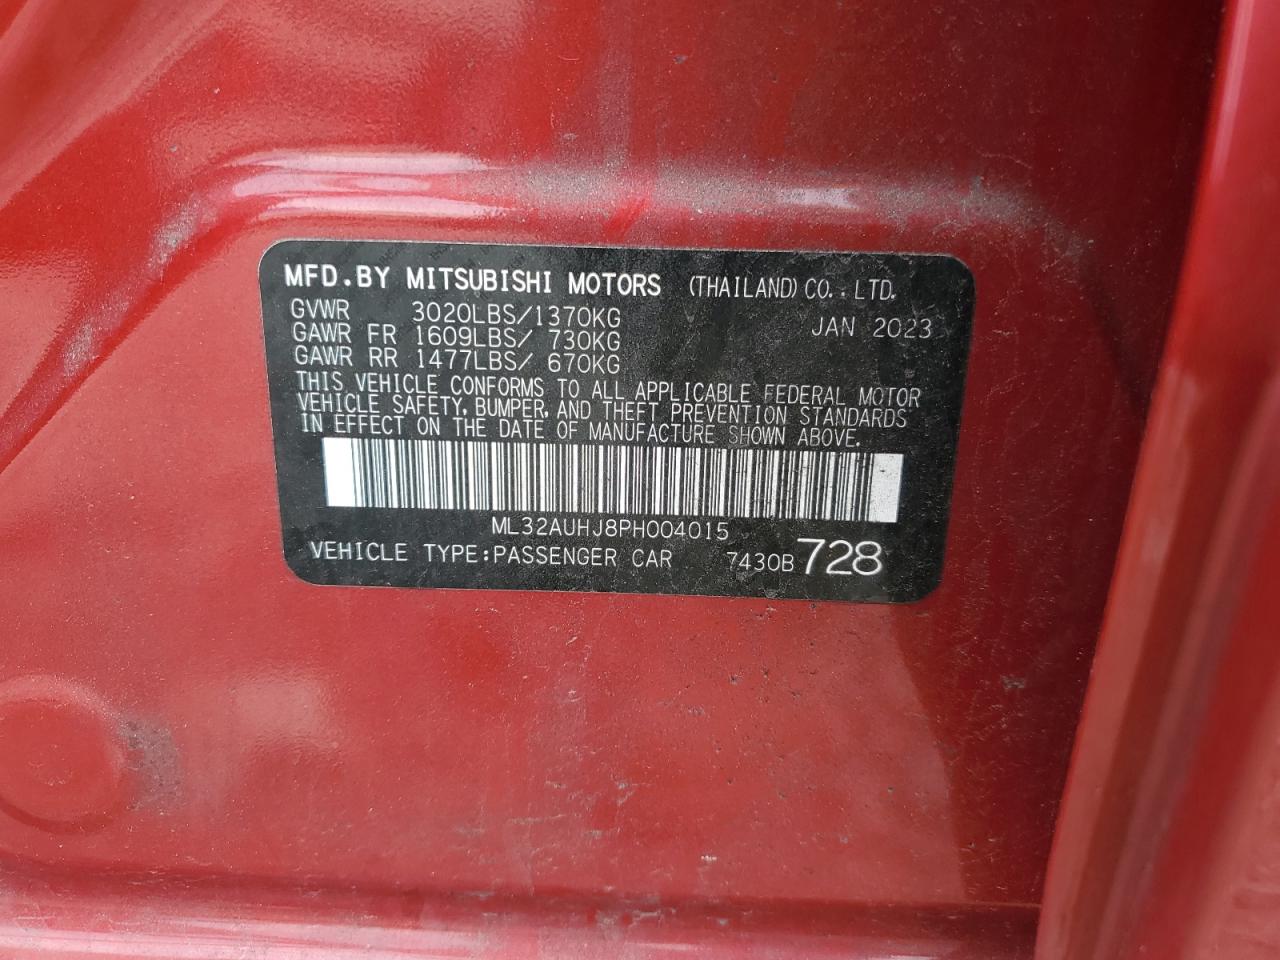 MFD.BY MITSUBISHI MOTORS (THAILAND) CO., LTD.
GVWR 3020LBS/1370KG JAN 2023
GAWR FR 1609LBS/ 730KG
GAWR RR 1477LBS/ 670KG
THIS VEHICLE CONFORMS TO ALL APPLICABLE FEDERAL MOTOR
VEHICLE SAFETY, BUMPER, AND THEFT PREVENTION STANDARDS
IN EFFECT ON THE DATE OF MANUFACTURE SHOWN ABOVE.
ML32AUHJ8PH004015
VEHICLE TYPE:PASSENGER CAR 7430B728